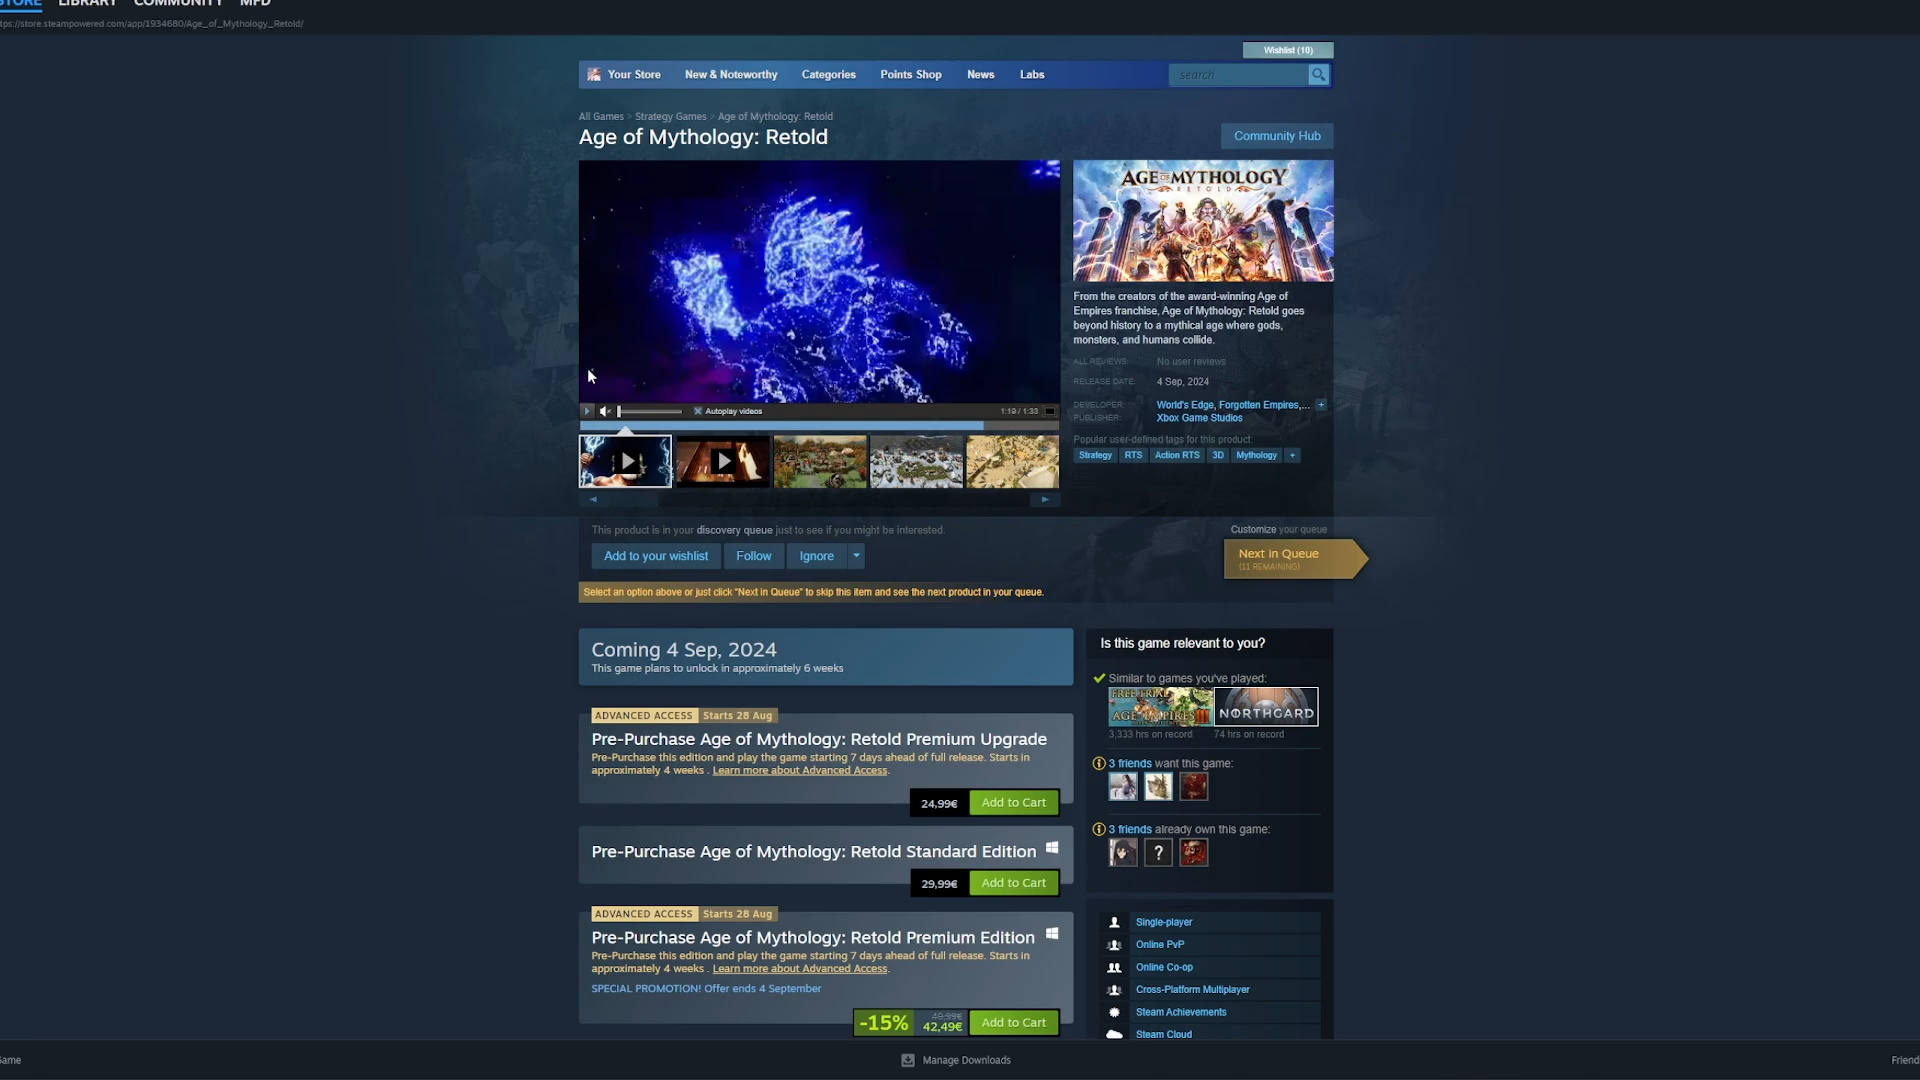 STORE LIBRARY COMMUNITY MFD
tps://store.steampowered.com/app/1934680/Age_of_Mythology_Retold/
Wishlist (10)
Your Store New & Noteworthy Categories Points Shop News Labs search
All Games > Strategy Games > Age of Mythology: Retold
Age of Mythology: Retold
Community Hub
AGE OF MYTHOLOGY
RETOLD
From the creators of the award-winning Age of
Empires franchise, Age of Mythology: Retold goes
beyond history to a mythical age where gods,
monsters, and humans collide.
ALL REVIEWS: No user reviews
RELEASE DATE: 4 Sep, 2024
DEVELOPER: World's Edge, Forgotten Empires,... +
PUBLISHER: Xbox Game Studios
Popular user-defined tags for this product:
Strategy RTS Action RTS 3D Mythology +
Autoplay videos 1:19 / 1:33
This product is in your discovery queue just to see if you might be interested.
Add to your wishlist Follow Ignore
Customize your queue
Next in Queue
(11 REMAINING)
Select an option above or just click "Next in Queue" to skip this item and see the next product in your queue.
Coming 4 Sep, 2024
This game plans to unlock in approximately 6 weeks
ADVANCED ACCESS Starts 28 Aug
Pre-Purchase Age of Mythology: Retold Premium Upgrade
Pre-Purchase this edition and play the game starting 7 days ahead of full release. Starts in
approximately 4 weeks . Learn more about Advanced Access.
24,99€ Add to Cart
Pre-Purchase Age of Mythology: Retold Standard Edition
29,99€ Add to Cart
ADVANCED ACCESS Starts 28 Aug
Pre-Purchase Age of Mythology: Retold Premium Edition
Pre-Purchase this edition and play the game starting 7 days ahead of full release. Starts in
approximately 4 weeks . Learn more about Advanced Access.
SPECIAL PROMOTION! Offer ends 4 September
-15% 49,99€ 42,49€ Add to Cart
Is this game relevant to you?
Similar to games you've played:
FREE TRIAL
AGE OF EMPIRES III
NORTHGARD
3,333 hrs on record 74 hrs on record
3 friends want this game:
3 friends already own this game:
?
Single-player
Online PvP
Online Co-op
Cross-Platform Multiplayer
Steam Achievements
Steam Cloud
Game Manage Downloads Friend